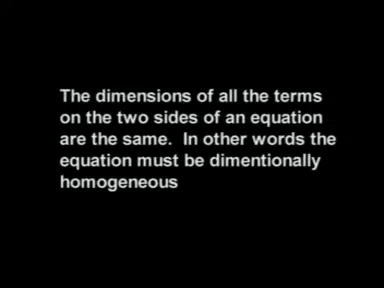 The dimensions of all the terms
on the two sides of an equation
are the same.  In other words the
equation must be dimentionally
homogeneous